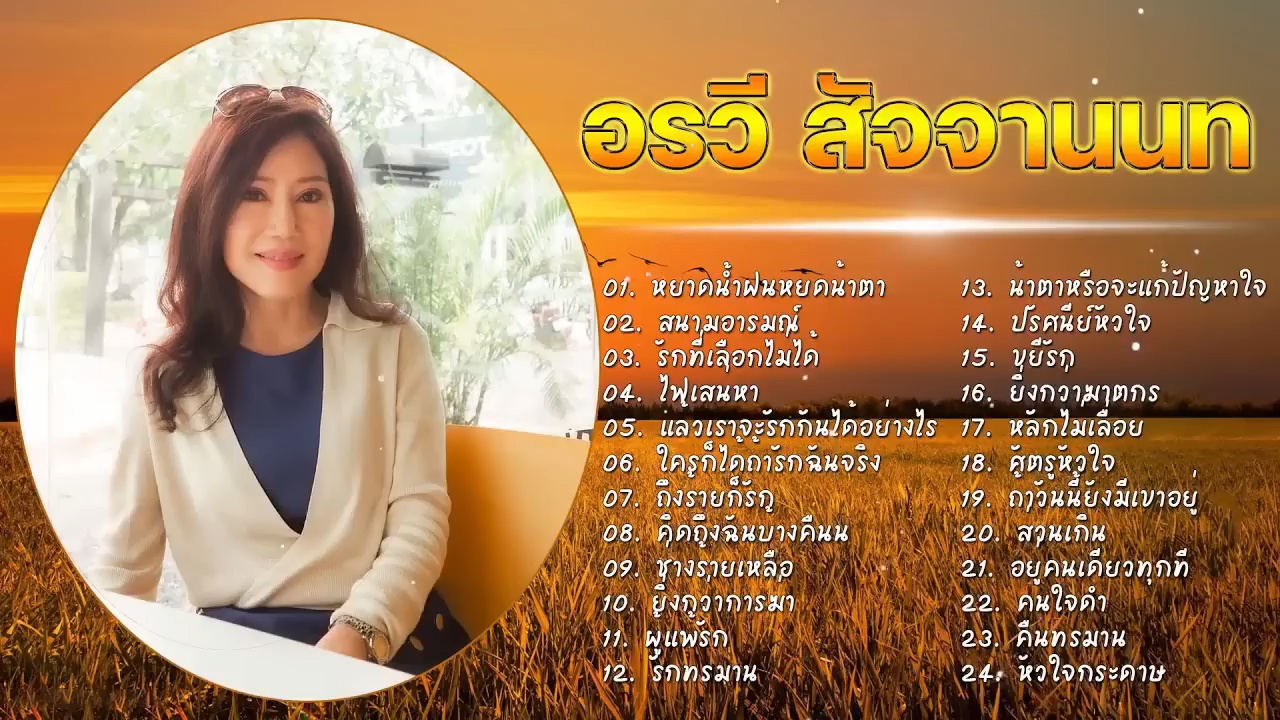 อรวี สัจจานนท์
01. หยาดน้ำฝนหยดน้ำตา
02. สนามอารมณ์
03. รักที่เลือกไม่ได้
04. ไฟเสน่หา
05. แล้วเราจะรักกันได้อย่างไร
06. ใครก็ได้ถ้ารักฉันจริง
07. ถึงร้ายก็รัก
08. คิดถึงฉันบางคืนน
09. ช่างร้ายเหลือ
10. ยิ่งกว่าการฆ่า
11. ผู้แพ้รัก
12. รักทรมาน
13. น้ำตาหรือจะแก้ปัญหาใจ
14. ปริศนีย์หัวใจ
15. ขยี้รัก
16. ยิ่งกว่าฆาตกร
17. หลักไม้เลื้อย
18. ศัตรูหัวใจ
19. ถ้าวันนี้ยังมีเขาอยู่
20. ส่วนเกิน
21. อยู่คนเดียวทุกที
22. คนใจดำ
23. คืนทรมาน
24. หัวใจกระดาษ